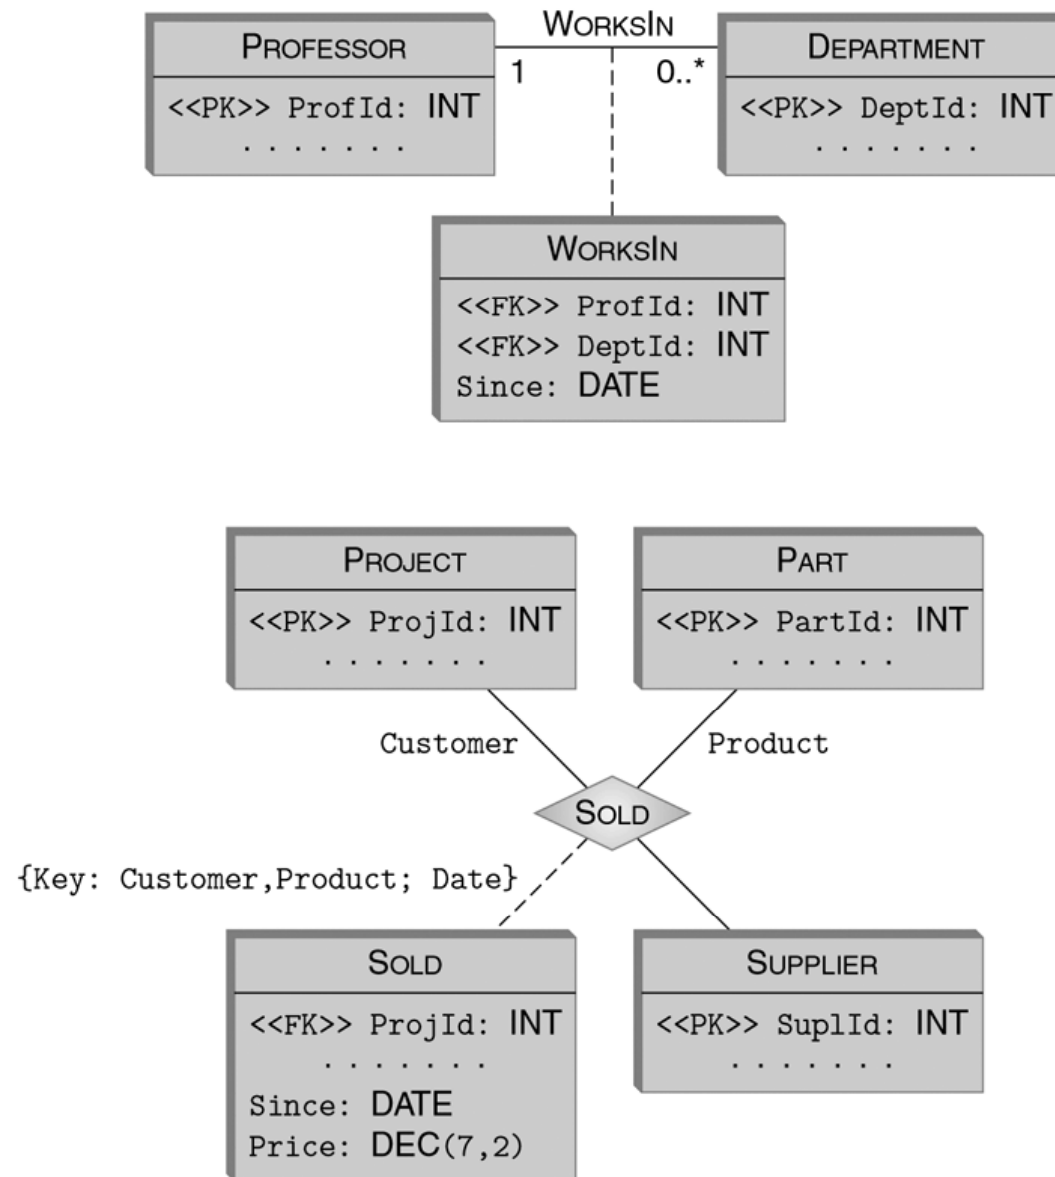 WORKSIN
PROFESSOR
DEPARTMENT
1
0..*
<<PK>> ProfId: INT
. . . . . . .
<<PK>> DeptId: INT
. . . . . . .
WORKSIN
<<FK>> ProfId: INT
<<FK>> DeptId: INT
Since: DATE
PROJECT
PART
<<PK>> ProjId: INT
. . . . . . .
<<PK>> PartId: INT
. . . . . . .
Customer
Product
SOLD
{Key: Customer,Product; Date}
SOLD
SUPPLIER
<<FK>> ProjId: INT
. . . . . . .
Since: DATE
Price: DEC(7,2)
<<PK>> SuplId: INT
. . . . . . .